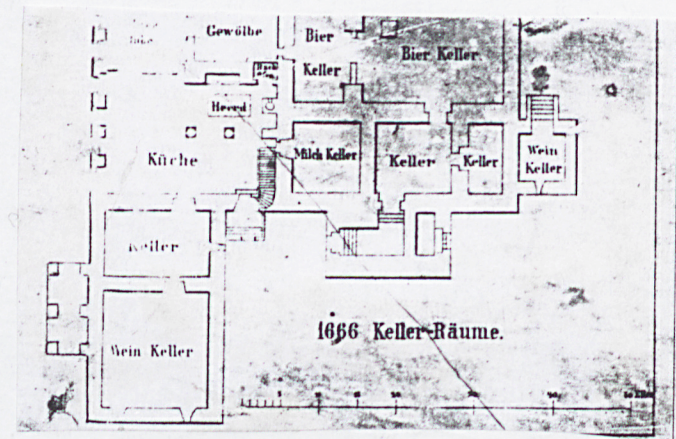 Gewölbe
Bier
Keller
Bier Keller.
Heerd
Küche
Milch Keller
Keller
Keller
Wein
Keller
Keller
Wein Keller
1666 Keller-Räume.